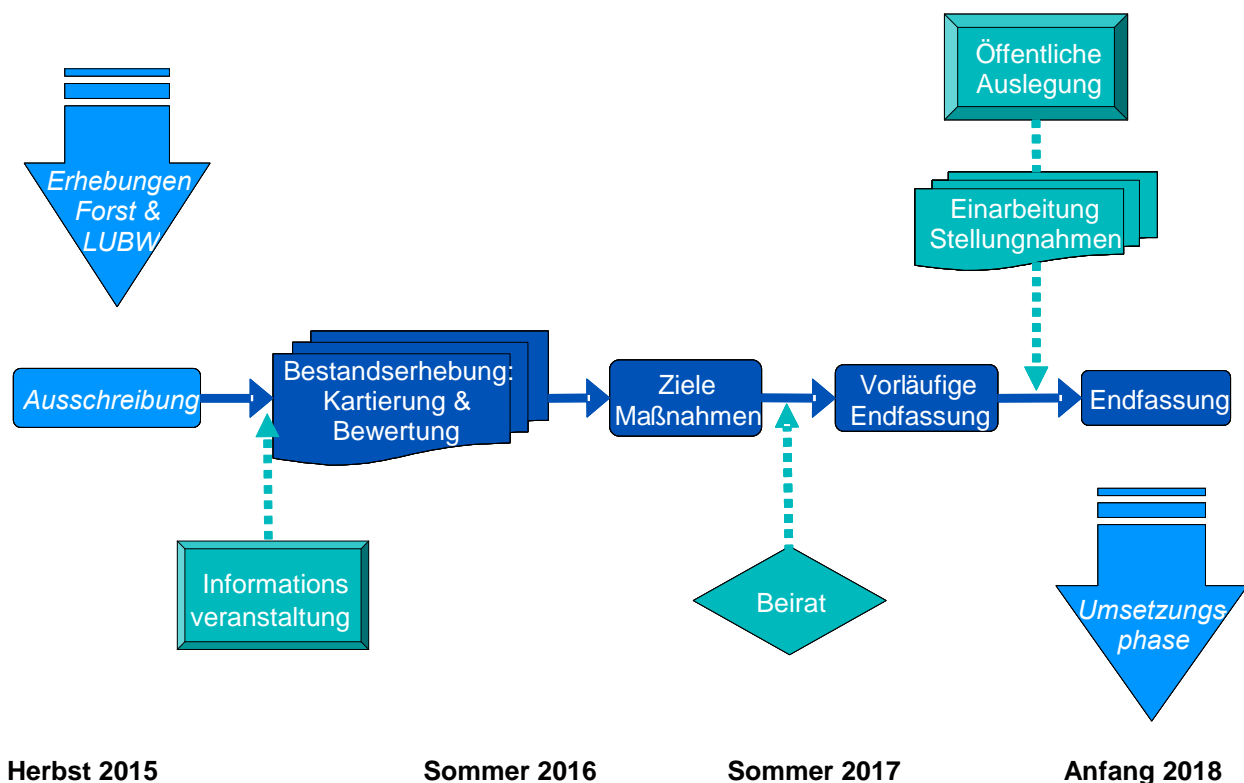 Öffentliche
Auslegung
Erhebungen
Forst &
LUBW
Einarbeitung
Stellungnahmen
Ausschreibung
Bestandserhebung:
Kartierung &
Bewertung
Ziele
Maßnahmen
Vorläufige
Endfassung
Endfassung
Informations
veranstaltung
Beirat
Umsetzungs-
phase
Herbst 2015
Sommer 2016
Sommer 2017
Anfang 2018